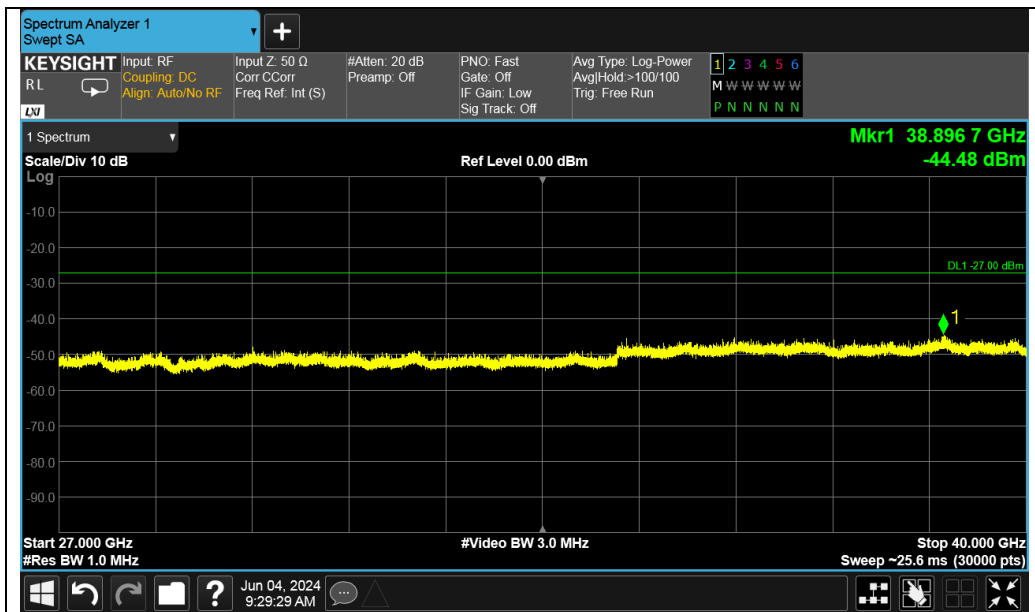 Spectrum Analyzer 1
Swept SA
+
KEYSIGHT
RL
LXI
Input: RF
Coupling: DC
Align: Auto/No RF
Input Z: 50 Ω
Corr CCorr
Freq Ref: Int (S)
#Atten: 20 dB
Preamp: Off
PNO: Fast
Gate: Off
IF Gain: Low
Sig Track: Off
Avg Type: Log-Power
Avg|Hold:>100/100
Trig: Free Run
1 2 3 4 5 6
M W W W W W
P N N N N N
1 Spectrum
Mkr1 38.896 7 GHz
Scale/Div 10 dB
Ref Level 0.00 dBm
-44.48 dBm
Log
-10.0
-20.0
DL1 -27.00 dBm
-30.0
-40.0
1
-50.0
-60.0
-70.0
-80.0
-90.0
Start 27.000 GHz
#Video BW 3.0 MHz
Stop 40.000 GHz
#Res BW 1.0 MHz
Sweep ~25.6 ms (30000 pts)
?
Jun 04, 2024
9:29:29 AM